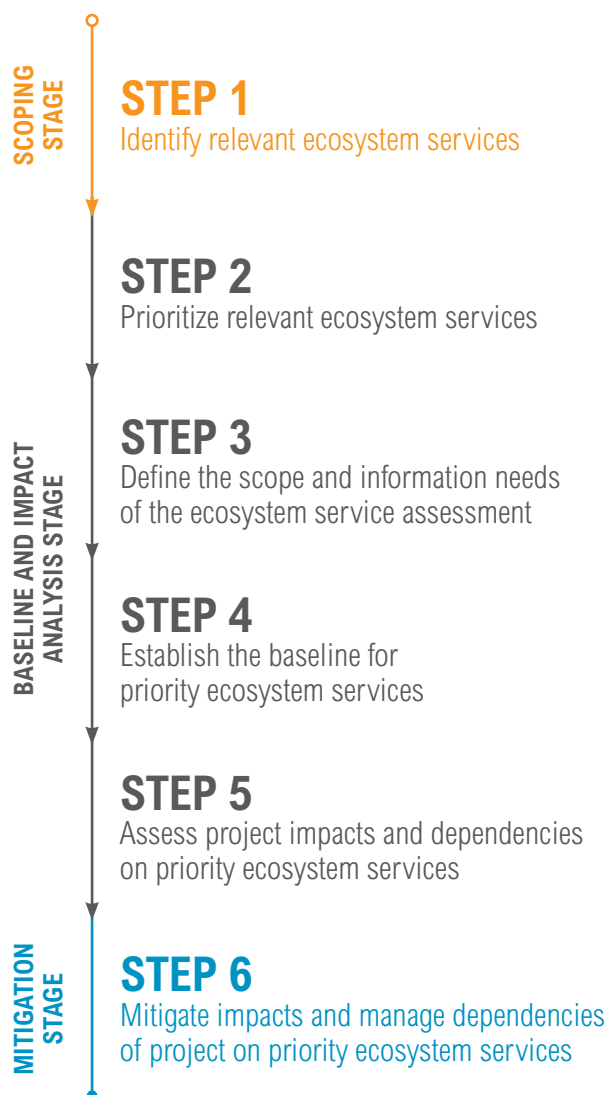 SCOPING
STAGE
STEP 1
Identify relevant ecosystem services
STEP 2
Prioritize relevant ecosystem services
BASELINE AND IMPACT
ANALYSIS STAGE
STEP 3
Define the scope and information needs
of the ecosystem service assessment
STEP 4
Establish the baseline for
priority ecosystem services
STEP 5
Assess project impacts and dependencies
on priority ecosystem services
MITIGATION
STAGE
STEP 6
Mitigate impacts and manage dependencies
of project on priority ecosystem services